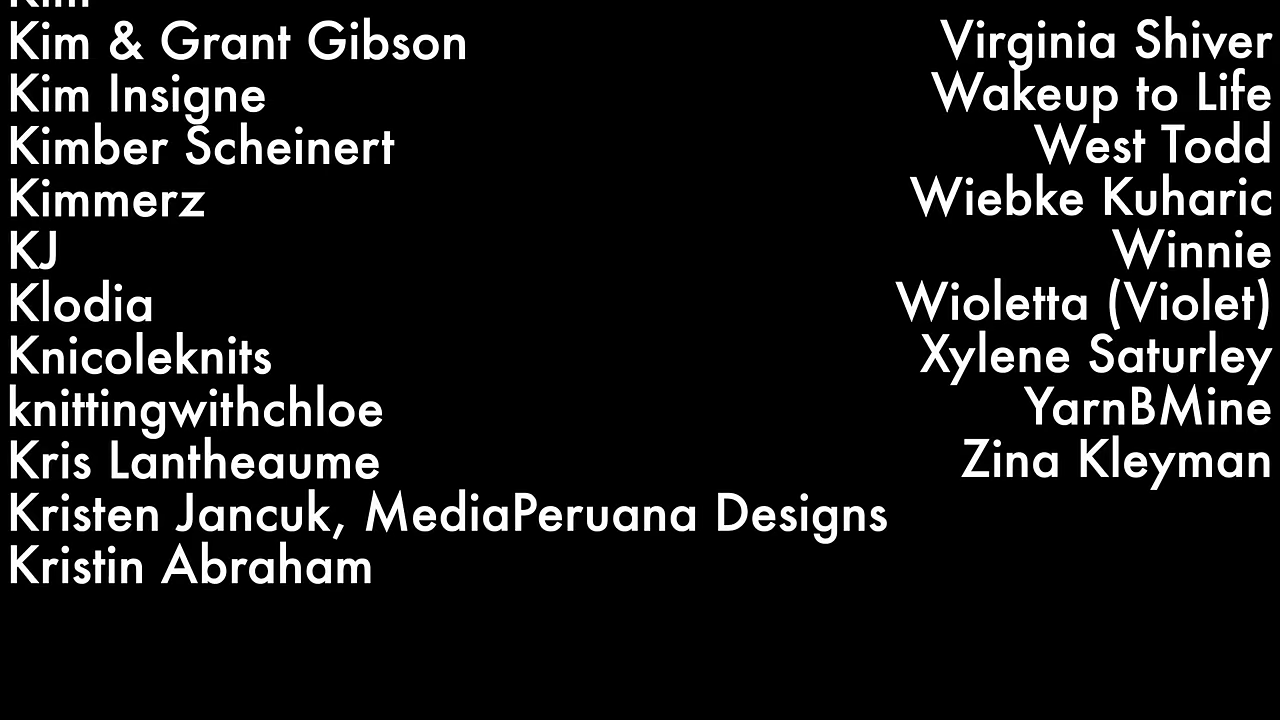 Kim
Kim & Grant Gibson
Kim Insigne
Kimber Scheinert
Kimmerz
KJ
Klodia
Knicoleknits
knittingwithchloe
Kris Lantheaume
Kristen Jancuk, MediaPeruana Designs
Kristin Abraham
Virginia Shiver
Wakeup to Life
West Todd
Wiebke Kuharic
Winnie
Wioletta (Violet)
Xylene Saturley
YarnBMine
Zina Kleyman